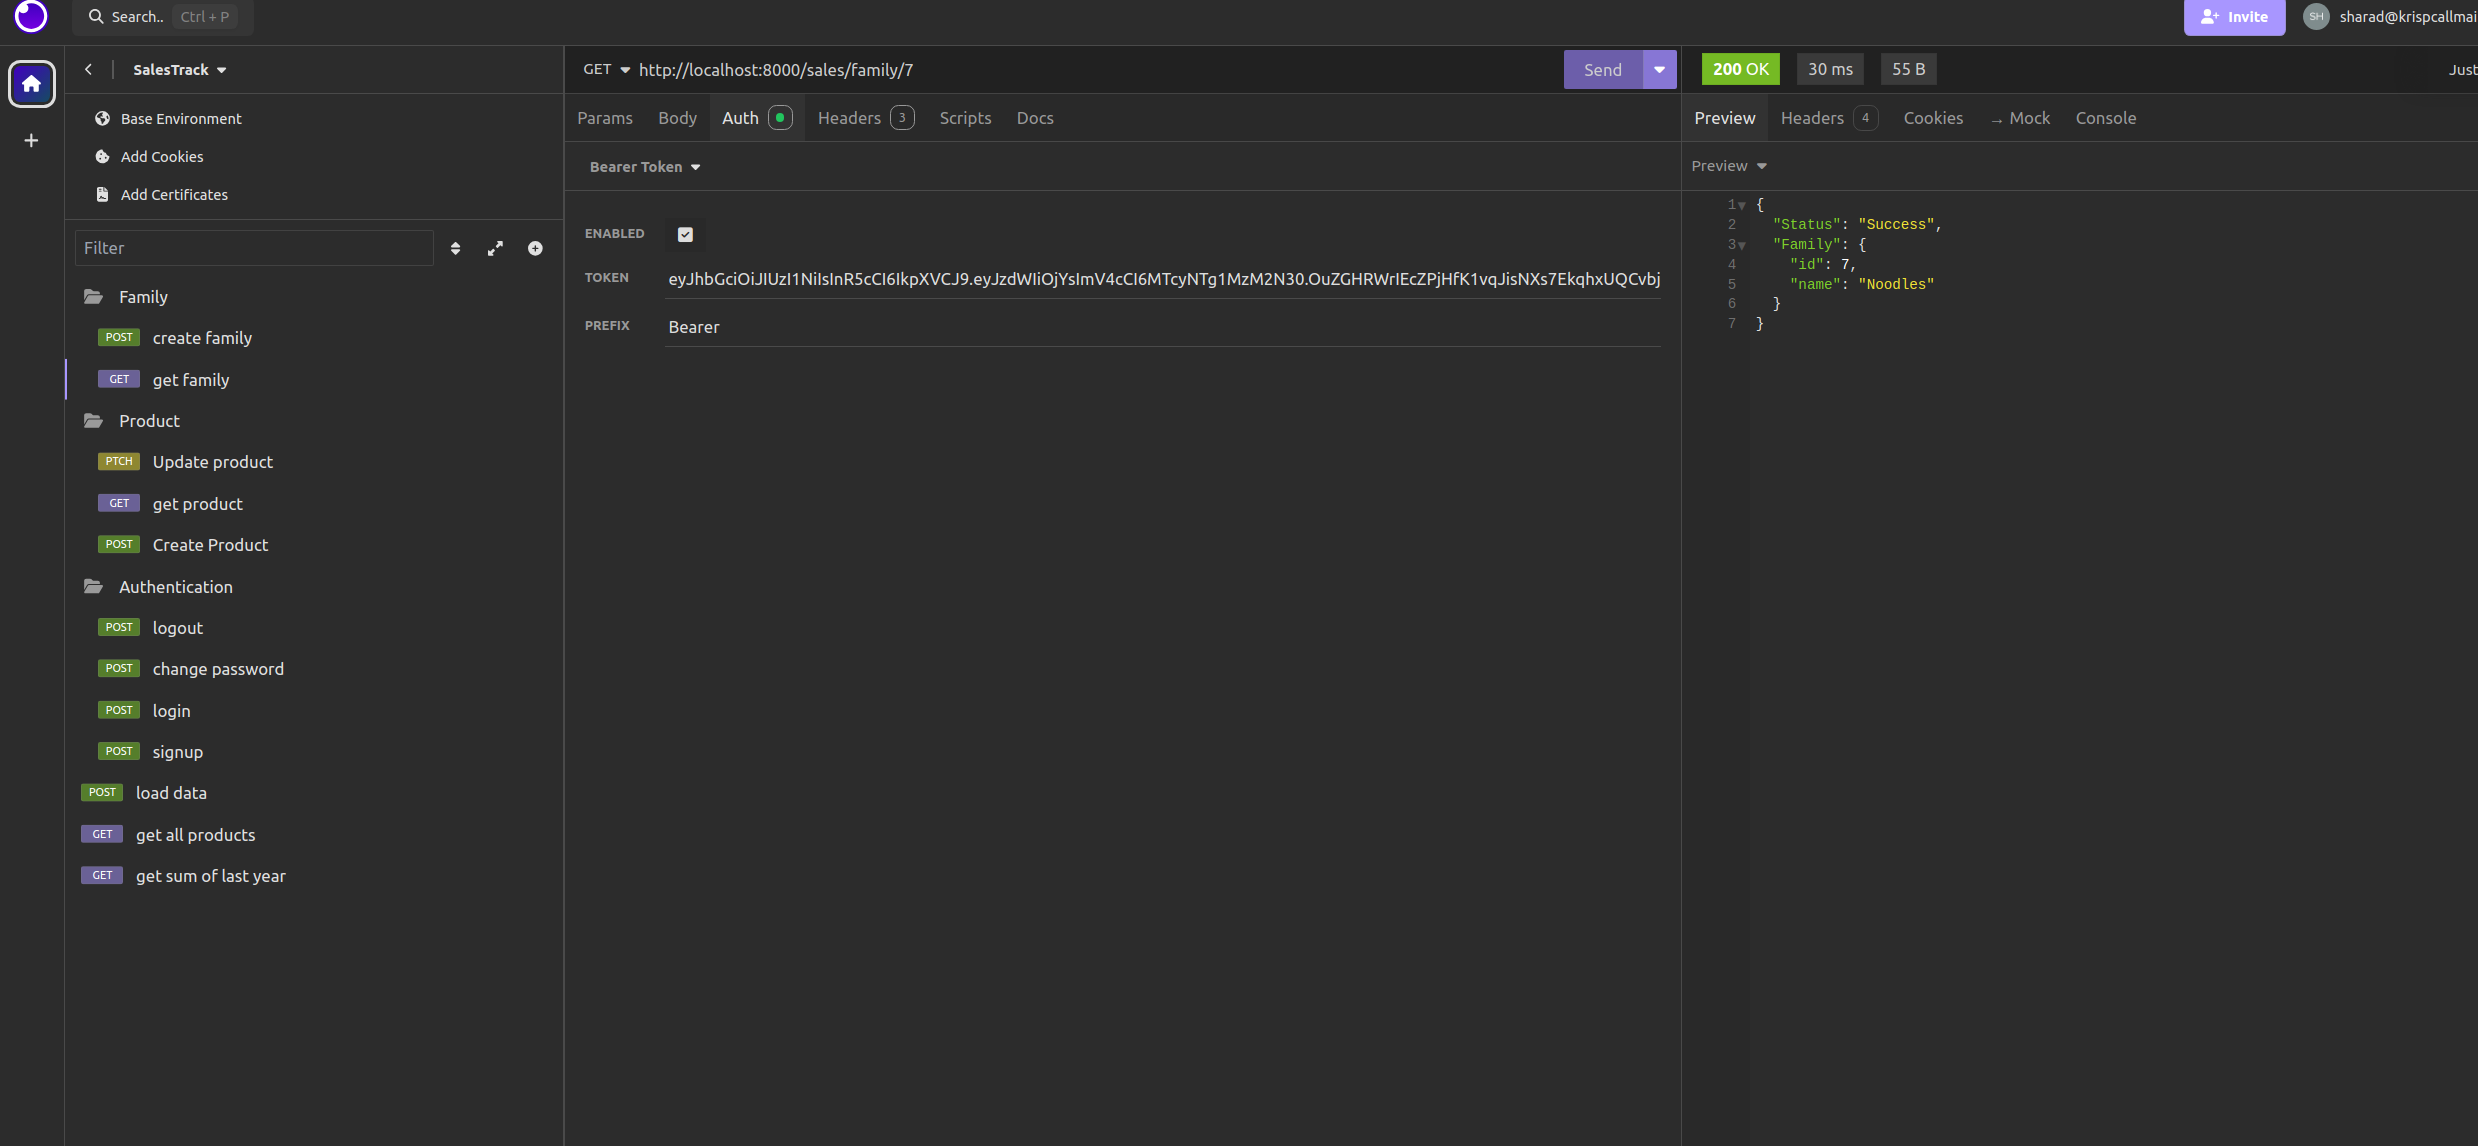 Search.. Ctrl + P
Invite
SH sharad@krispcallmai
SalesTrack
Base Environment
Add Cookies
Add Certificates
Filter
Family
POST create family
GET get family
Product
PTCH Update product
GET get product
POST Create Product
Authentication
POST logout
POST change password
POST login
POST signup
POST load data
GET get all products
GET get sum of last year
GET http://localhost:8000/sales/family/7 Send
Params Body Auth Headers 3 Scripts Docs
Bearer Token
ENABLED
TOKEN eyJhbGciOiJIUzI1NiIsInR5cCI6IkpXVCJ9.eyJzdWIiOjYsImV4cCI6MTcyNTg1MzM2N30.OuZGHRWrIEcZPjHfK1vqJisNXs7EkqhxUQCvbj
PREFIX Bearer
200 OK 30 ms 55 B Just
Preview Headers 4 Cookies → Mock Console
Preview
1 {
2 "Status": "Success",
3 "Family": {
4 "id": 7,
5 "name": "Noodles"
6 }
7 }